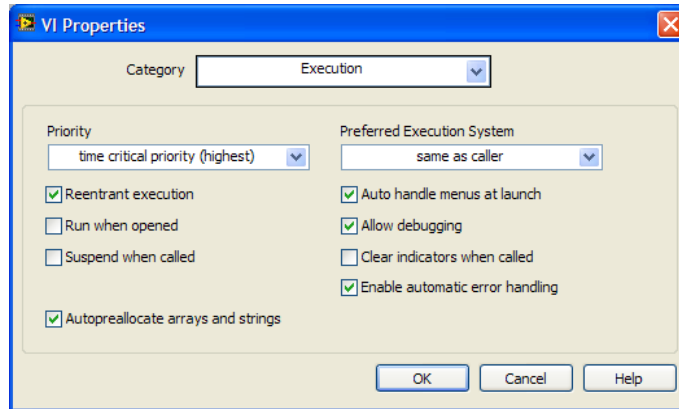 VI Properties
Category
Execution
Priority
time critical priority (highest)
Preferred Execution System
same as caller
Reentrant execution
Run when opened
Suspend when called
Autopreallocate arrays and strings
Auto handle menus at launch
Allow debugging
Clear indicators when called
Enable automatic error handling
OK
Cancel
Help